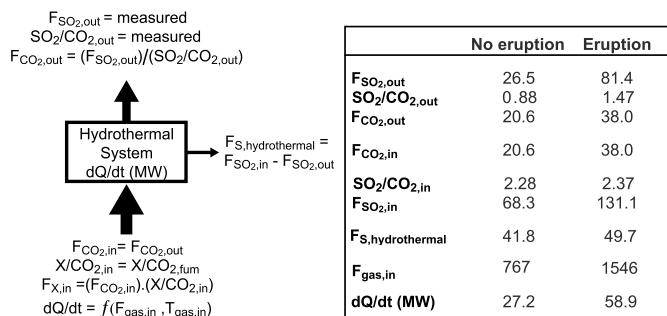 F_SO₂,out = measured
SO₂/CO₂,out = measured
F_CO₂,out = (F_SO₂,out)/(SO₂/CO₂,out)
Hydrothermal
System
dQ/dt (MW)
F_S,hydrothermal =
F_SO₂,in - F_SO₂,out
F_CO₂,in = F_CO₂,out
X/CO₂,in = X/CO₂,fum
F_X,in =(F_CO₂,in).(X/CO₂,in)
dQ/dt = f(F_gas,in ,T_gas,in)
No eruption Eruption
F_SO₂,out 26.5 81.4
SO₂/CO₂,out 0.88 1.47
F_CO₂,out 20.6 38.0
F_CO₂,in 20.6 38.0
SO₂/CO₂,in 2.28 2.37
F_SO₂,in 68.3 131.1
F_S,hydrothermal 41.8 49.7
F_gas,in 767 1546
dQ/dt (MW) 27.2 58.9